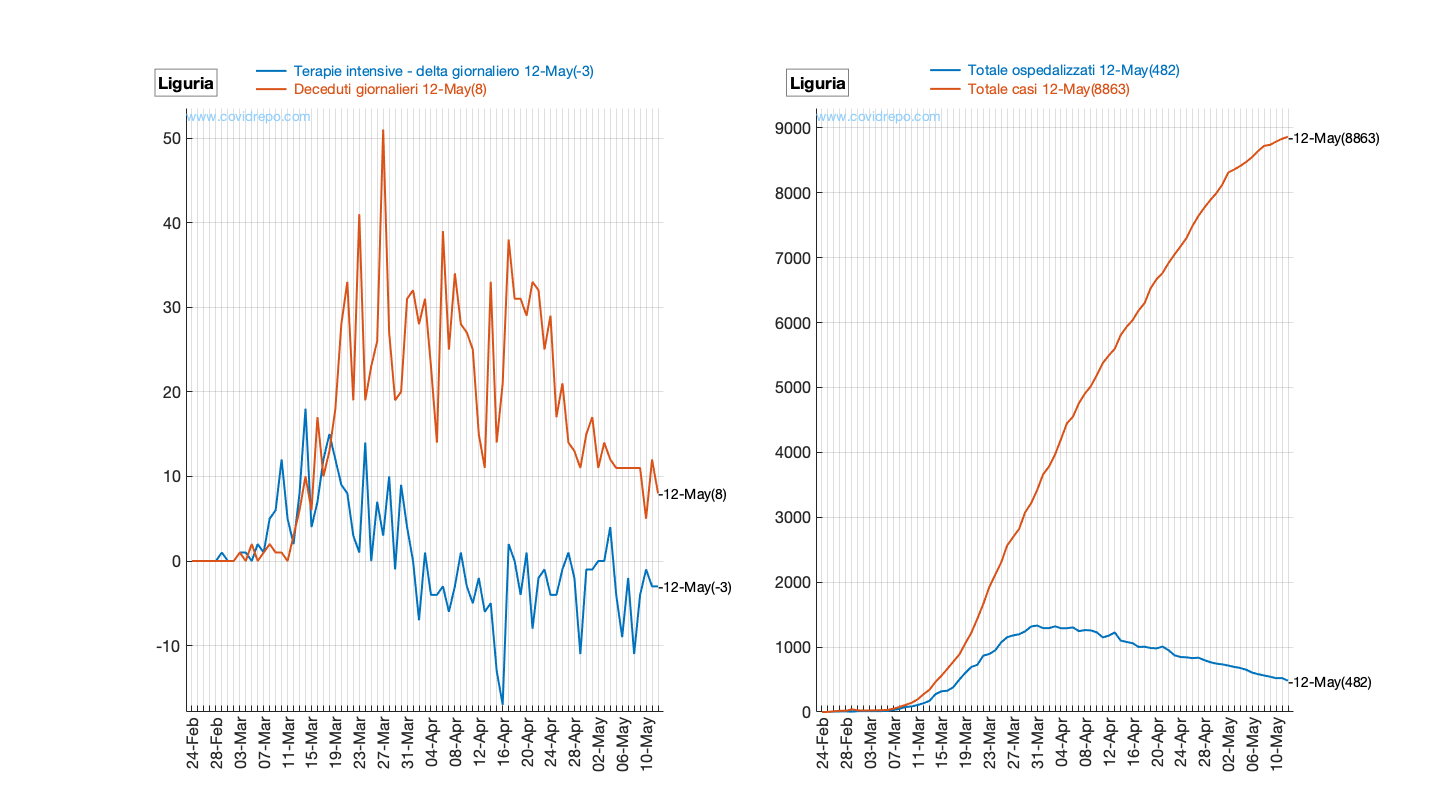 Liguria
Terapie intensive - delta giornaliero 12-May(-3)
Deceduti giornalieri 12-May(8)
www.covidrepo.com
50
40
30
20
10
0
-10
12-May(8)
12-May(-3)
24-Feb
28-Feb
03-Mar
07-Mar
11-Mar
15-Mar
19-Mar
23-Mar
27-Mar
31-Mar
04-Apr
08-Apr
12-Apr
16-Apr
20-Apr
24-Apr
28-Apr
02-May
06-May
10-May
Liguria
Totale ospedalizzati 12-May(482)
Totale casi 12-May(8863)
www.covidrepo.com
9000
8000
7000
6000
5000
4000
3000
2000
1000
0
12-May(8863)
12-May(482)
24-Feb
28-Feb
03-Mar
07-Mar
11-Mar
15-Mar
19-Mar
23-Mar
27-Mar
31-Mar
04-Apr
08-Apr
12-Apr
16-Apr
20-Apr
24-Apr
28-Apr
02-May
06-May
10-May